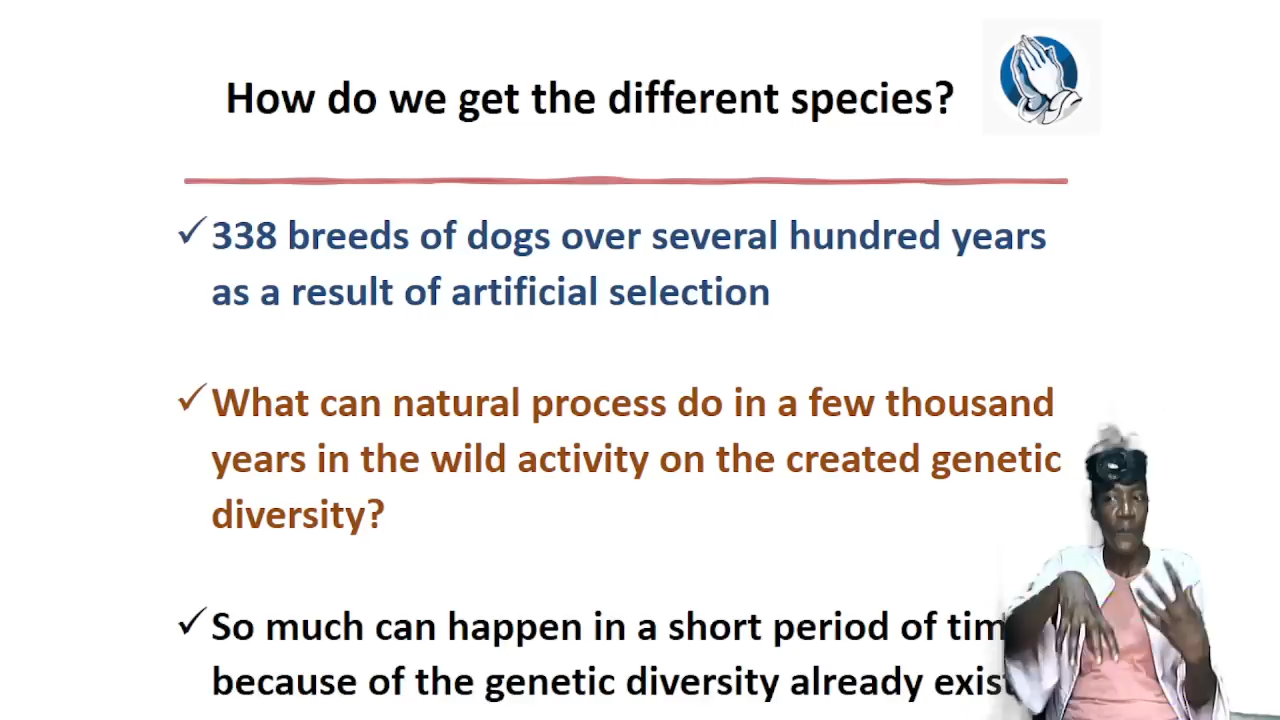 How do we get the different species?
338 breeds of dogs over several hundred years
as a result of artificial selection
What can natural process do in a few thousand
years in the wild activity on the created genetic
diversity?
So much can happen in a short period of
because of the genetic diversity already